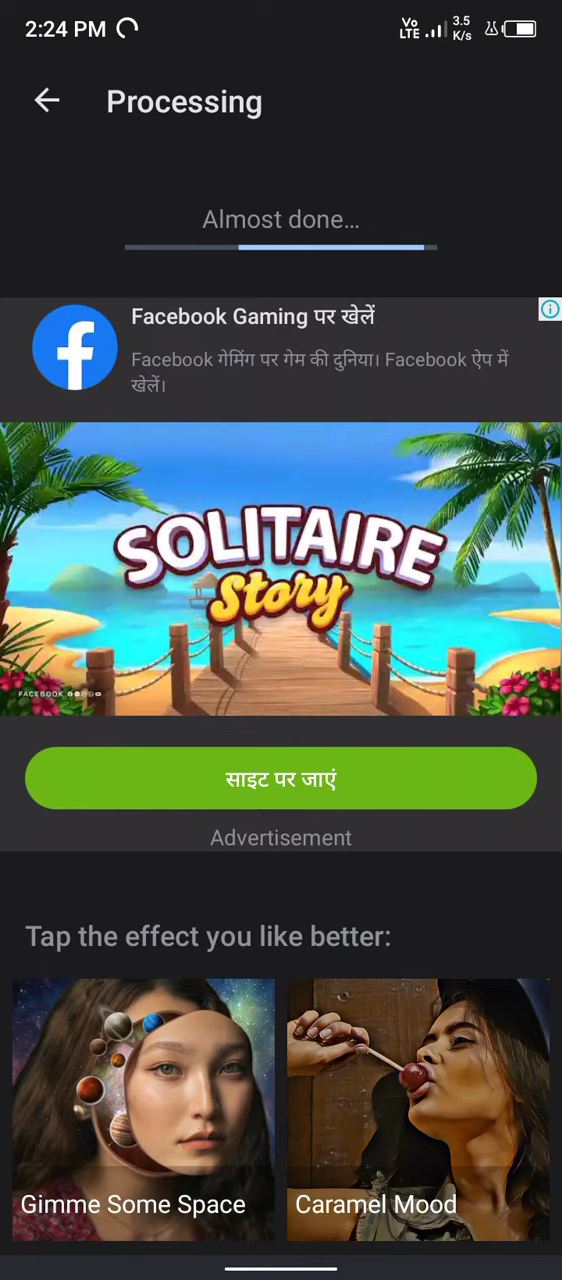 2:24 PM
Vo LTE 3.5 K/s
Processing
Almost done...
Facebook Gaming पर खेलें
Facebook गेमिंग पर गेम की दुनिया। Facebook ऐप में
खेलें।
SOLITAIRE
Story
FACEBOOK
साइट पर जाएं
Advertisement
Tap the effect you like better:
Gimme Some Space
Caramel Mood